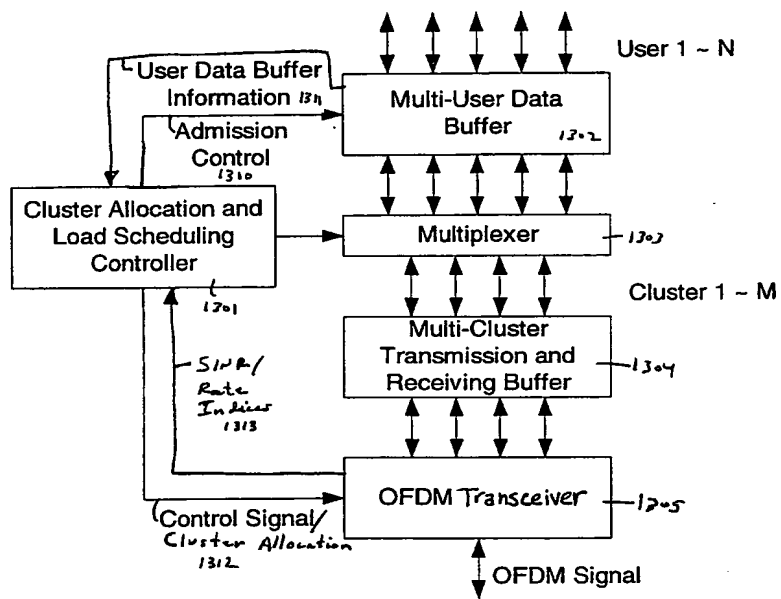 User 1 ~ N
User Data Buffer
Information 1311
Multi-User Data
Buffer
1302
Admission
Control
1310
Cluster Allocation and
Load Scheduling
Controller
1301
Multiplexer
1303
Cluster 1 ~ M
Multi-Cluster
Transmission and
Receiving Buffer
1304
SINR/
Rate
Indices
1313
OFDM Transceiver
1305
Control Signal/
Cluster Allocation
1312
OFDM Signal